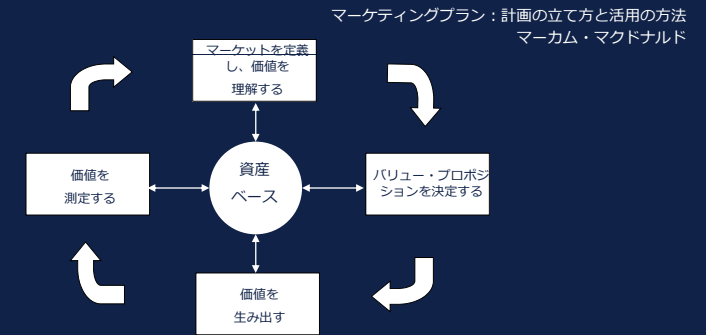 マーケティングプラン：計画の立て方と活用の方法
マーカム・マクドナルド
マーケットを定義
し、価値を
理解する
価値を
測定する
資産
ベース
バリュー・プロポジ
ションを決定する
価値を
生み出す